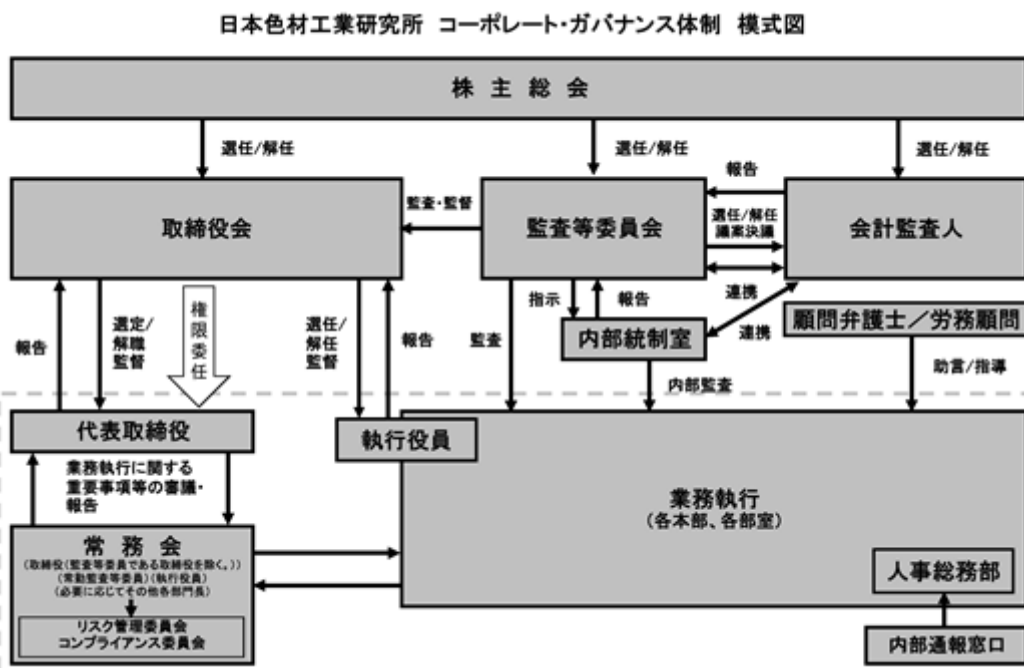 日本色材工業研究所 コーポレート・ガバナンス体制 模式図
株 主 総 会
選任/解任
選任/解任
選任/解任
取締役会
監査・監督
監査等委員会
報告
選任/解任
議案決議
会計監査人
連携
報告
選定/
解職
監督
権限委任
選任/
解任
監督
報告
監査
指示
報告
内部統制室
連携
顧問弁護士／労務顧問
内部監査
助言/指導
代表取締役
執行役員
業務執行に関する
重要事項等の審議・
報告
業務執行
（各本部、各部室）
常 務 会
（取締役（監査等委員である取締役を除く。））
（常勤監査等委員）（執行役員）
（必要に応じてその他各部門長）
リスク管理委員会
コンプライアンス委員会
人事総務部
内部通報窓口